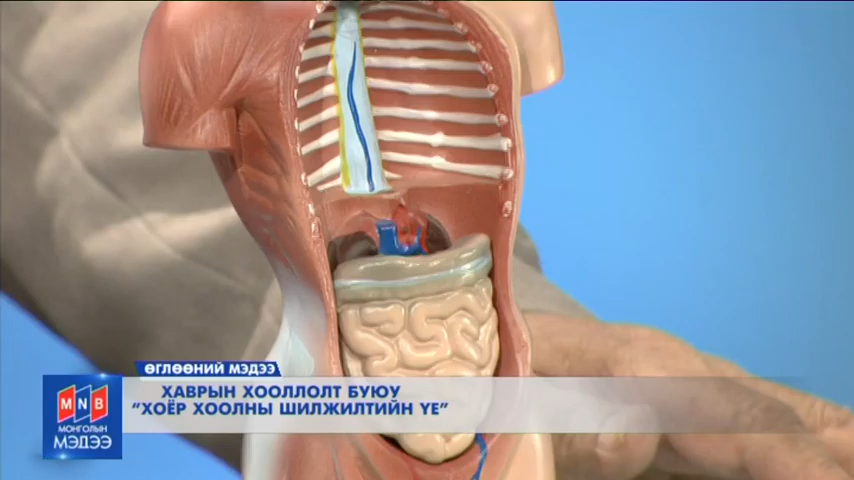 ӨГЛӨӨНИЙ МЭДЭЭ
ХАВРЫН ХООЛЛОЛТ БУЮУ
“ХОЁР ХООЛНЫ ШИЛЖИЛТИЙН ҮЕ”
MNB
МОНГОЛЫН
МЭДЭЭ